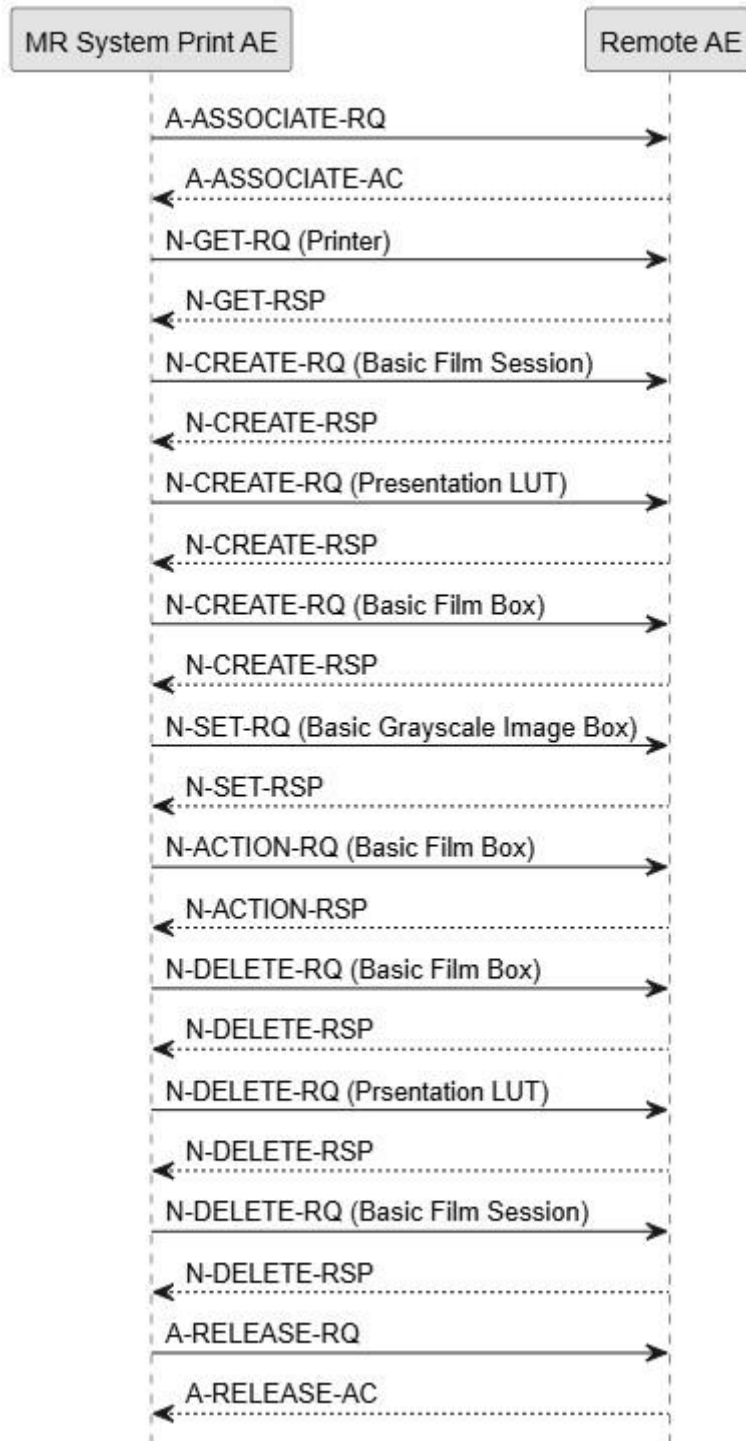 MR System Print AE
Remote AE
A-ASSOCIATE-RQ
A-ASSOCIATE-AC
N-GET-RQ (Printer)
N-GET-RSP
N-CREATE-RQ (Basic Film Session)
N-CREATE-RSP
N-CREATE-RQ (Presentation LUT)
N-CREATE-RSP
N-CREATE-RQ (Basic Film Box)
N-CREATE-RSP
N-SET-RQ (Basic Grayscale Image Box)
N-SET-RSP
N-ACTION-RQ (Basic Film Box)
N-ACTION-RSP
N-DELETE-RQ (Basic Film Box)
N-DELETE-RSP
N-DELETE-RQ (Prsentation LUT)
N-DELETE-RSP
N-DELETE-RQ (Basic Film Session)
N-DELETE-RSP
A-RELEASE-RQ
A-RELEASE-AC